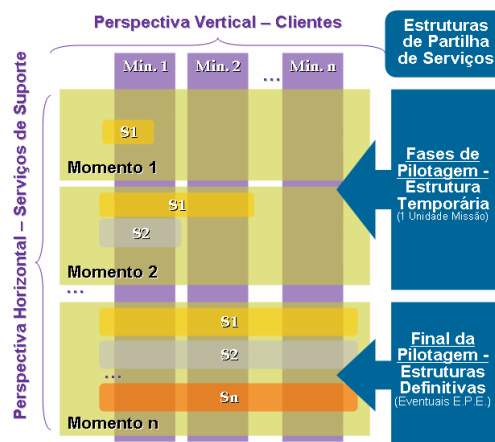 Perspectiva Vertical – Clientes
Estruturas
de Partilha
de Serviços
Perspectiva Horizontal – Serviços de Suporte
Min. 1
Min. 2
...
Min. n
S1
Momento 1
S1
S2
Momento 2
...
S1
S2
...
Sn
Momento n
Fases de
Pilotagem -
Estrutura
Temporária
(1 Unidade Missão)
Final da
Pilotagem -
Estruturas
Definitivas
(Eventuais E.P.E.)